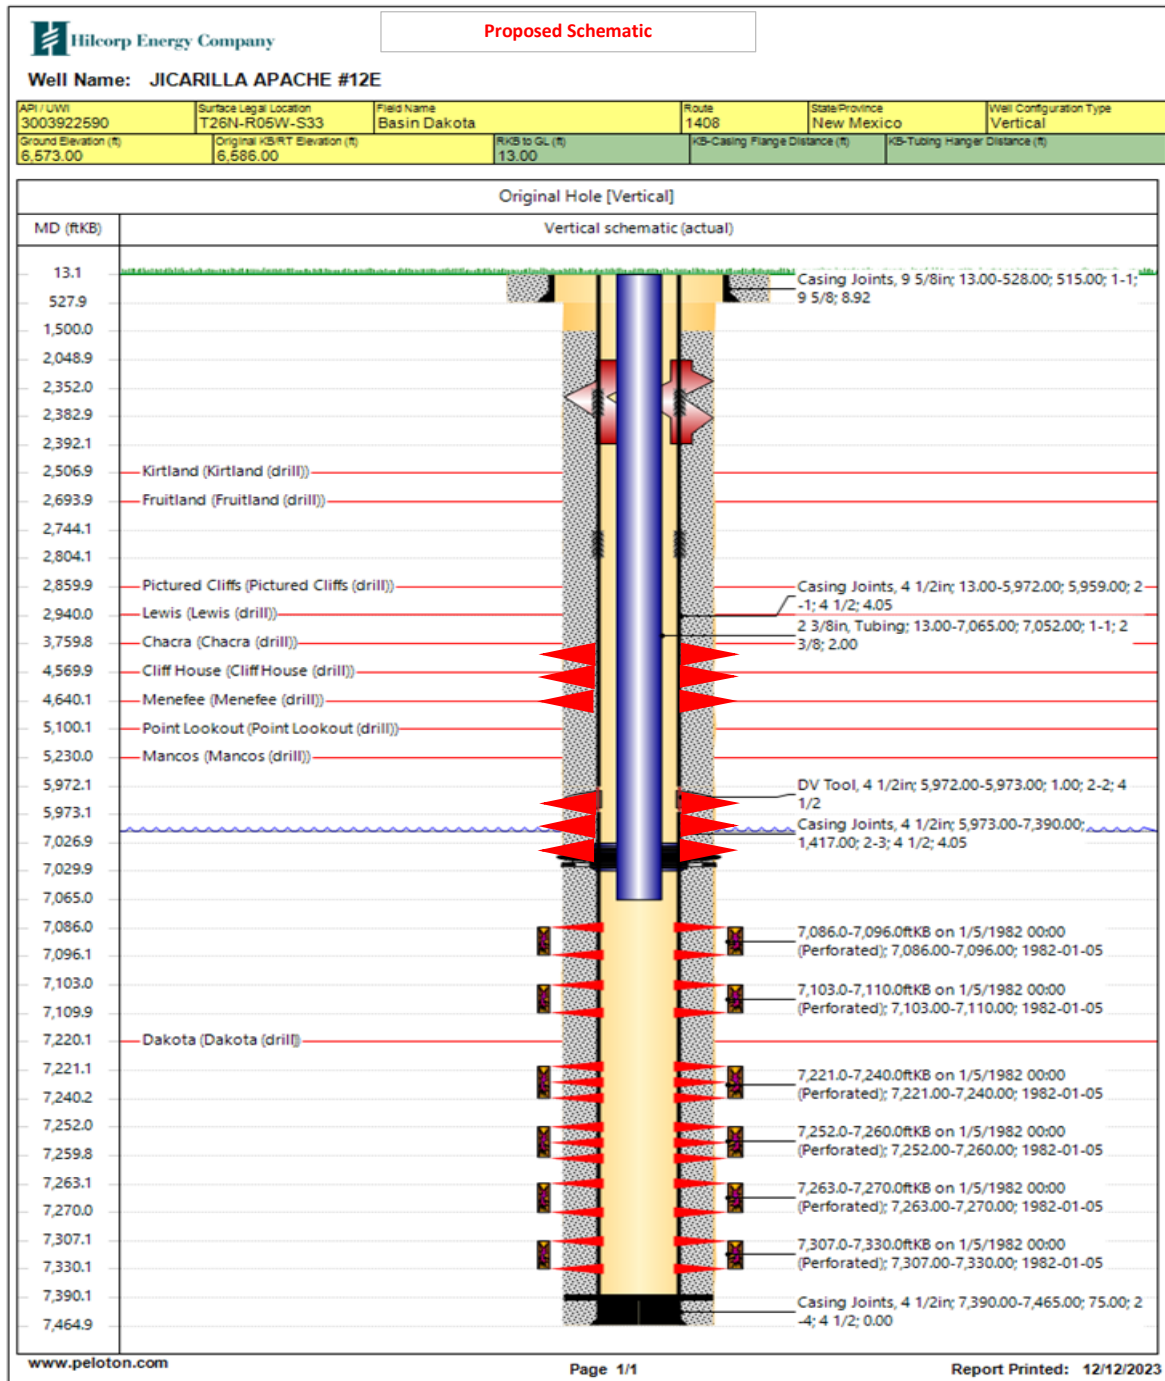 Hilcorp Energy Company
Proposed Schematic
Well Name: JICARILLA APACHE #12E
API / UWI
3003922590
Surface Legal Location
T26N-R05W-S33
Field Name
Basin Dakota
Route
1408
State/Province
New Mexico
Well Configuration Type
Vertical
Ground Elevation (ft)
6,573.00
Original KB/RT Elevation (ft)
6,586.00
RKB to GL (ft)
13.00
KB-Casing Flange Distance (ft)
KB-Tubing Hanger Distance (ft)
Original Hole [Vertical]
MD (ftKB)
Vertical schematic (actual)
13.1
Casing Joints, 9 5/8in; 13.00-528.00; 515.00; 1-1;
9 5/8; 8.92
527.9
1,500.0
2,048.9
2,352.0
2,382.9
2,392.1
2,506.9
Kirtland (Kirtland (drill))
2,693.9
Fruitland (Fruitland (drill))
2,744.1
2,804.1
2,859.9
Pictured Cliffs (Pictured Cliffs (drill))
Casing Joints, 4 1/2in; 13.00-5,972.00; 5,959.00; 2
-1; 4 1/2; 4.05
2,940.0
Lewis (Lewis (drill))
2 3/8in, Tubing; 13.00-7,065.00; 7,052.00; 1-1; 2
3/8; 2.00
3,759.8
Chacra (Chacra (drill))
4,569.9
Cliff House (Cliff House (drill))
4,640.1
Menefee (Menefee (drill))
5,100.1
Point Lookout (Point Lookout (drill))
5,230.0
Mancos (Mancos (drill))
5,972.1
DV Tool, 4 1/2in; 5,972.00-5,973.00; 1.00; 2-2; 4
1/2
5,973.1
Casing Joints, 4 1/2in; 5,973.00-7,390.00;
1,417.00; 2-3; 4 1/2; 4.05
7,026.9
7,029.9
7,065.0
7,086.0
7,086.0-7,096.0ftKB on 1/5/1982 00:00
(Perforated); 7,086.00-7,096.00; 1982-01-05
7,096.1
7,103.0
7,103.0-7,110.0ftKB on 1/5/1982 00:00
(Perforated); 7,103.00-7,110.00; 1982-01-05
7,109.9
7,220.1
Dakota (Dakota (drill))
7,221.1
7,221.0-7,240.0ftKB on 1/5/1982 00:00
(Perforated); 7,221.00-7,240.00; 1982-01-05
7,240.2
7,252.0
7,252.0-7,260.0ftKB on 1/5/1982 00:00
(Perforated); 7,252.00-7,260.00; 1982-01-05
7,259.8
7,263.1
7,263.0-7,270.0ftKB on 1/5/1982 00:00
(Perforated); 7,263.00-7,270.00; 1982-01-05
7,270.0
7,307.1
7,307.0-7,330.0ftKB on 1/5/1982 00:00
(Perforated); 7,307.00-7,330.00; 1982-01-05
7,330.1
7,390.1
Casing Joints, 4 1/2in; 7,390.00-7,465.00; 75.00; 2
-4; 4 1/2; 0.00
7,464.9
www.peloton.com
Page 1/1
Report Printed: 12/12/2023